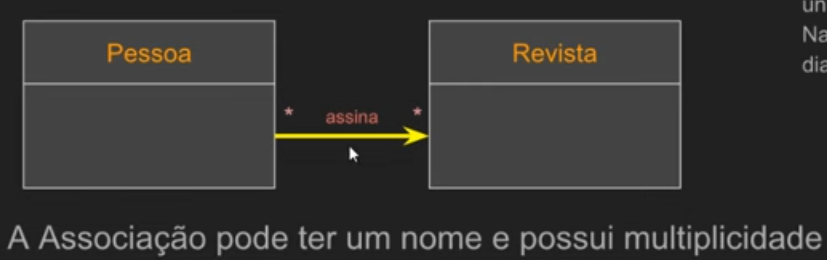 un
Na
dia
Pessoa
Revista
* assina *
A Associação pode ter um nome e possui multiplicidade